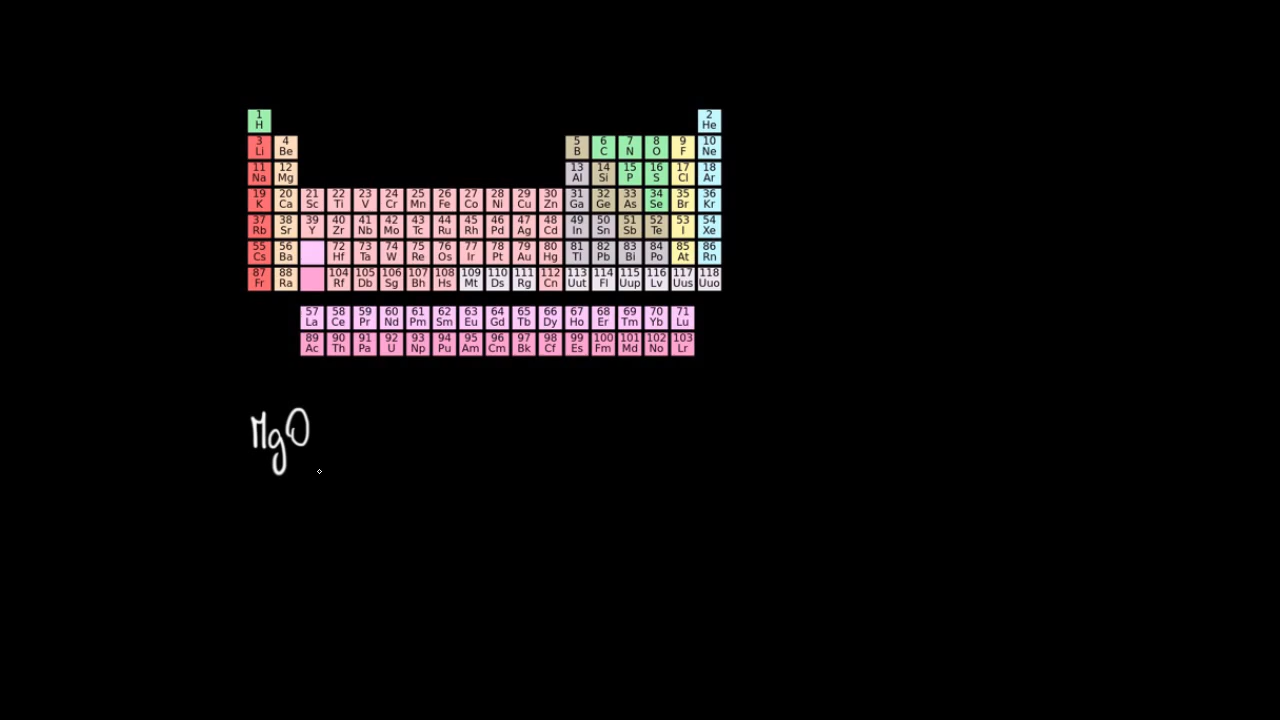 1 2
H He
3 4 5 6 7 8 9 10
Li Be B C N O F Ne
11 12 13 14 15 16 17 18
Na Mg Al Si P S Cl Ar
19 20 21 22 23 24 25 26 27 28 29 30 31 32 33 34 35 36
K Ca Sc Ti V Cr Mn Fe Co Ni Cu Zn Ga Ge As Se Br Kr
37 38 39 40 41 42 43 44 45 46 47 48 49 50 51 52 53 54
Rb Sr Y Zr Nb Mo Tc Ru Rh Pd Ag Cd In Sn Sb Te I Xe
55 56 72 73 74 75 76 77 78 79 80 81 82 83 84 85 86
Cs Ba Hf Ta W Re Os Ir Pt Au Hg Tl Pb Bi Po At Rn
87 88 104 105 106 107 108 109 110 111 112 113 114 115 116 117 118
Fr Ra Rf Db Sg Bh Hs Mt Ds Rg Cn Uut Fl Uup Lv Uus Uuo
57 58 59 60 61 62 63 64 65 66 67 68 69 70 71
La Ce Pr Nd Pm Sm Eu Gd Tb Dy Ho Er Tm Yb Lu
89 90 91 92 93 94 95 96 97 98 99 100 101 102 103
Ac Th Pa U Np Pu Am Cm Bk Cf Es Fm Md No Lr
MgO